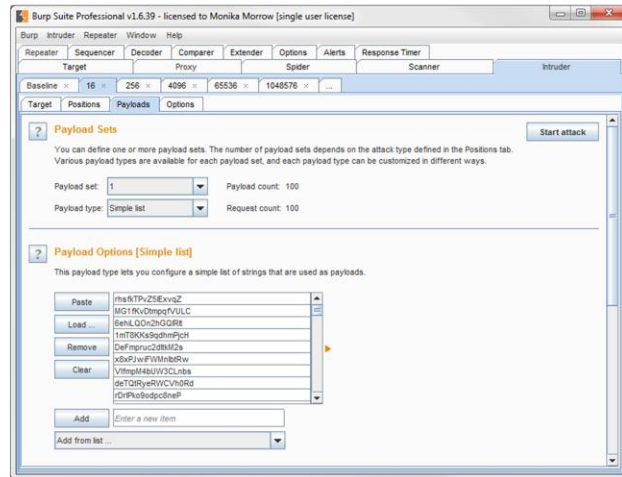 Burp Suite Professional v1.6.39 - licensed to Monika Morrow [single user license]
Burp Intruder Repeater Window Help
Repeater Sequencer Decoder Comparer Extender Options Alerts Response Timer
Target Proxy Spider Scanner Intruder
Baseline × 16 × 256 × 4096 × 65536 × 1048576 × ...
Target Positions Payloads Options
? Payload Sets Start attack
You can define one or more payload sets. The number of payload sets depends on the attack type defined in the Positions tab.
Various payload types are available for each payload set, and each payload type can be customized in different ways.
Payload set: 1 Payload count: 100
Payload type: Simple list Request count: 100
? Payload Options [Simple list]
This payload type lets you configure a simple list of strings that are used as payloads.
Paste
Load ...
Remove
Clear
Add Enter a new item
Add from list ...